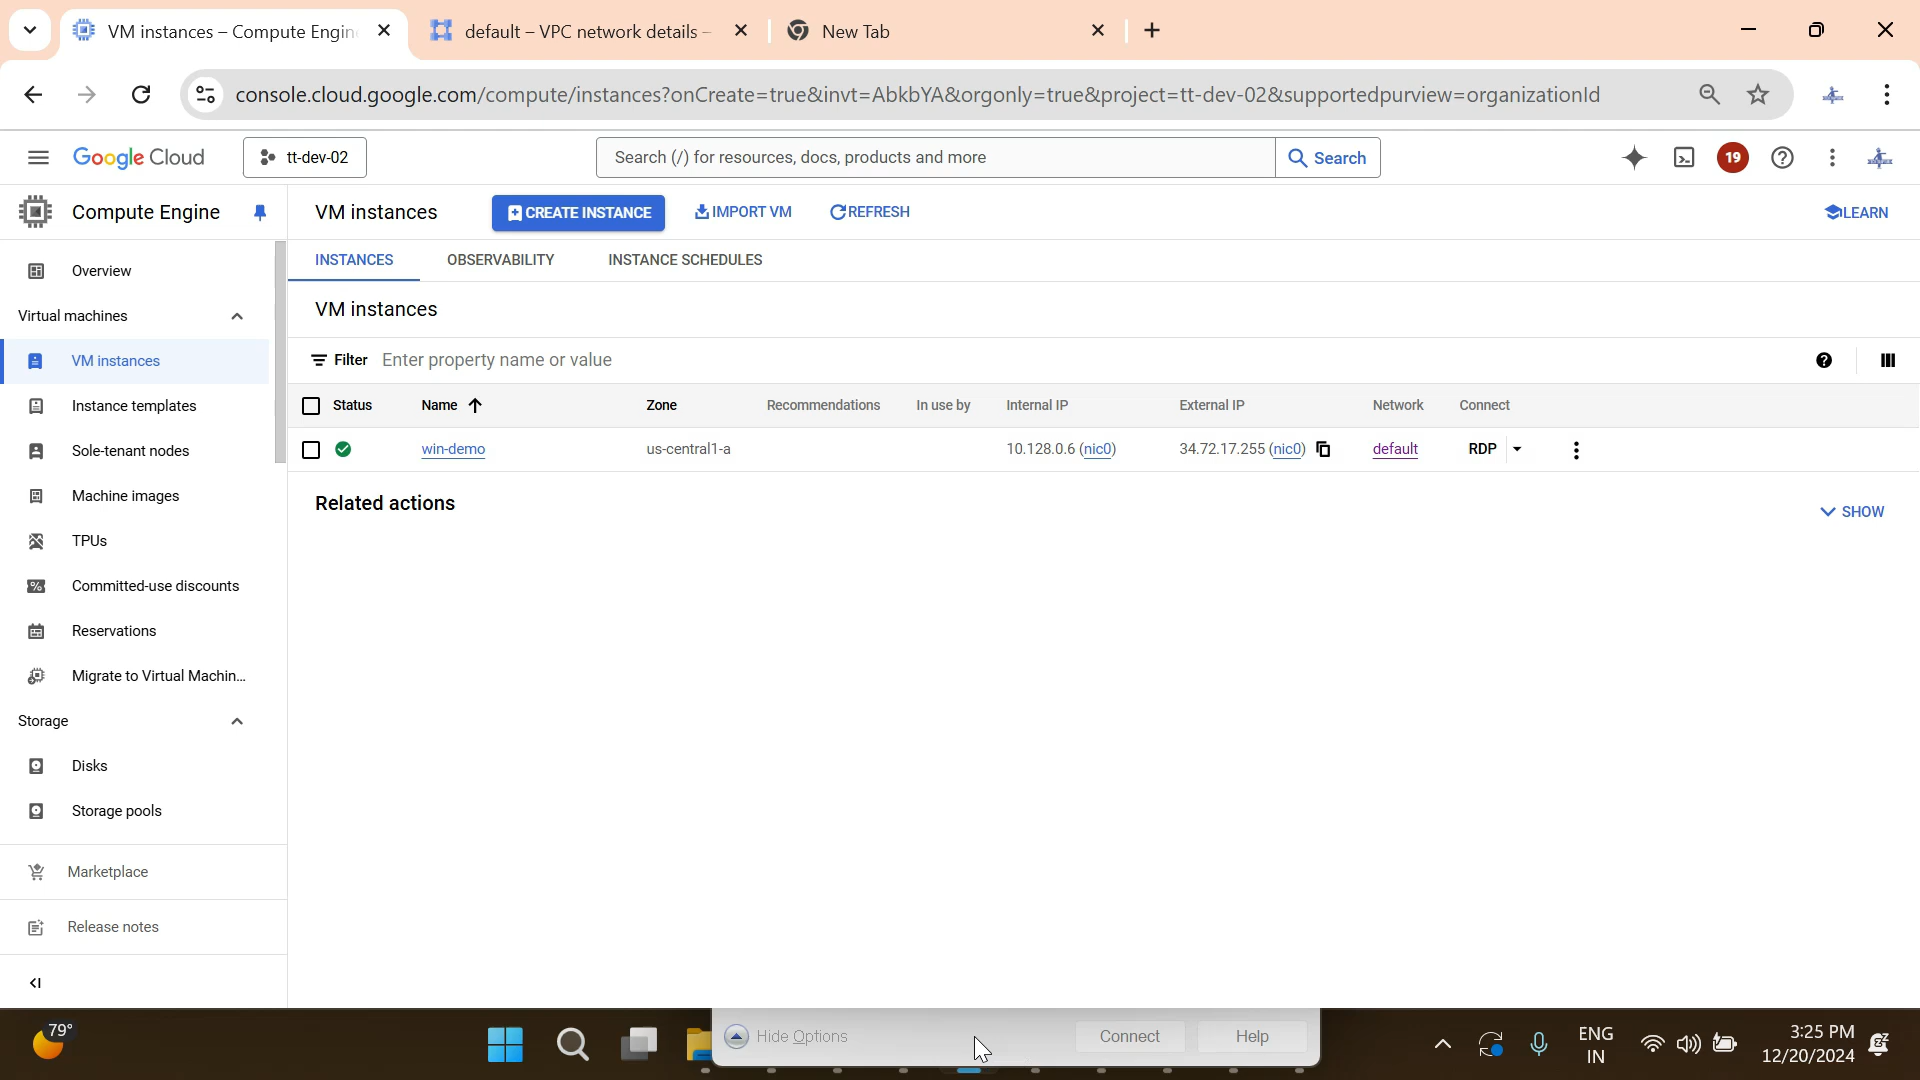 VM instances – Compute Engin
default – VPC network details –
New Tab
console.cloud.google.com/compute/instances?onCreate=true&invt=AbkbYA&orgonly=true&project=tt-dev-02&supportedpurview=organizationId
Google Cloud
tt-dev-02
Search (/) for resources, docs, products and more
Search
19
Compute Engine
VM instances
CREATE INSTANCE
IMPORT VM
REFRESH
LEARN
Overview
Virtual machines
VM instances
Instance templates
Sole-tenant nodes
Machine images
TPUs
Committed-use discounts
Reservations
Migrate to Virtual Machin...
Storage
Disks
Storage pools
Marketplace
Release notes
INSTANCES
OBSERVABILITY
INSTANCE SCHEDULES
VM instances
Filter
Enter property name or value
Status
Name
Zone
Recommendations
In use by
Internal IP
External IP
Network
Connect
win-demo
us-central1-a
10.128.0.6 (nic0)
34.72.17.255 (nic0)
default
RDP
Related actions
SHOW
79°
Hide Options
Connect
Help
ENG
IN
3:25 PM
12/20/2024